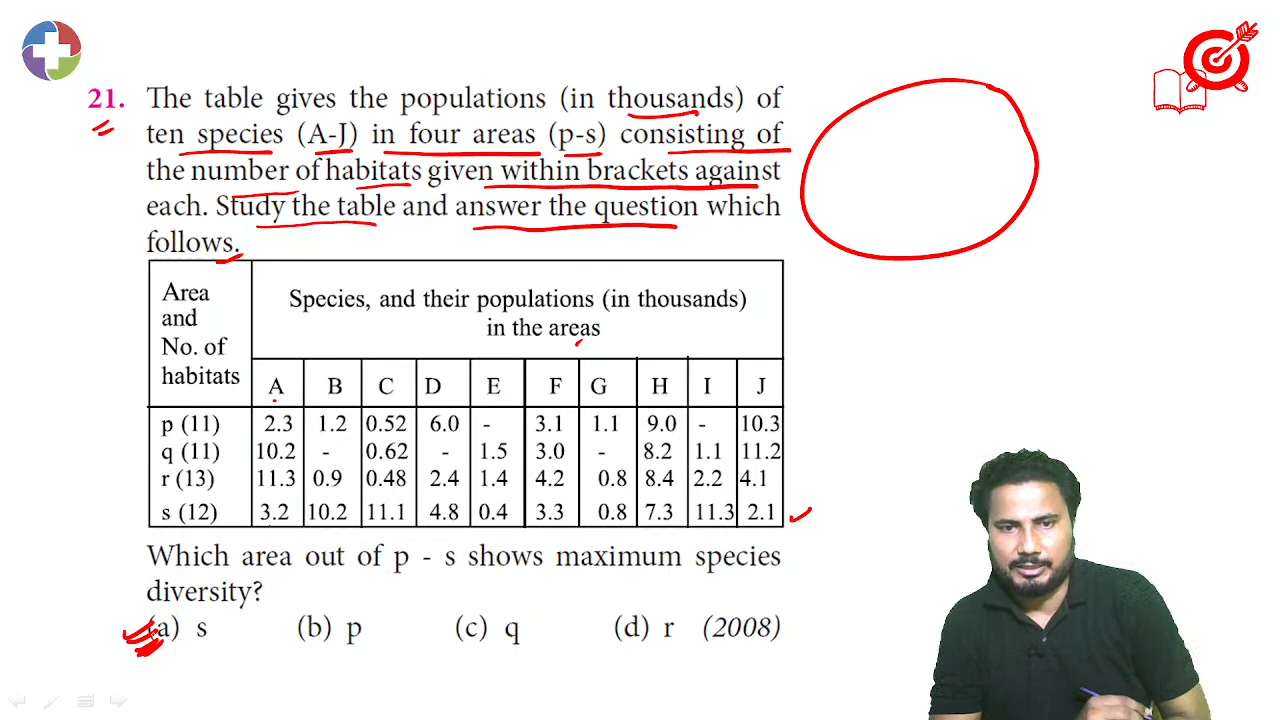 21. The table gives the populations (in thousands) of
ten species (A-J) in four areas (p-s) consisting of
the number of habitats given within brackets against
each. Study the table and answer the question which
follows.
Area and No. of habitats
Species, and their populations (in thousands)
in the areas
A B C D E F G H I J
p (11) 2.3 1.2 0.52 6.0 - 3.1 1.1 9.0 - 10.3
q (11) 10.2 - 0.62 - 1.5 3.0 - 8.2 1.1 11.2
r (13) 11.3 0.9 0.48 2.4 1.4 4.2 0.8 8.4 2.2 4.1
s (12) 3.2 10.2 11.1 4.8 0.4 3.3 0.8 7.3 11.3 2.1
Which area out of p - s shows maximum species
diversity?
(a) s (b) p (c) q (d) r (2008)